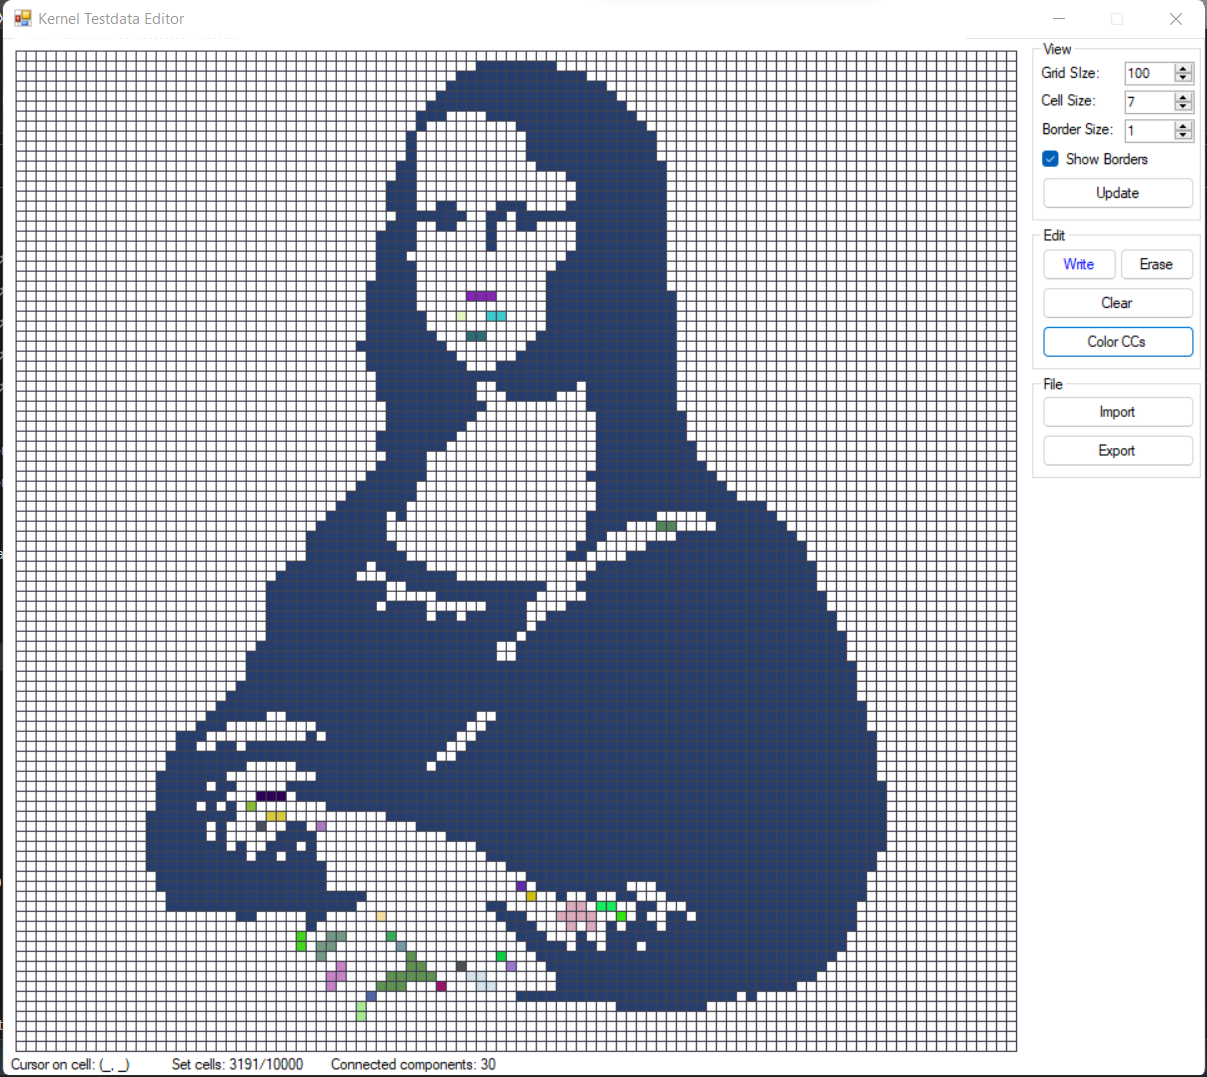 Kernel Testdata Editor
View
Grid SIze: 100
Cell Size: 7
Border Size: 1
Show Borders
Update
Edit
Write Erase
Clear
Color CCs
File
Import
Export
Cursor on cell: (_, _) Set cells: 3191/10000 Connected components: 30